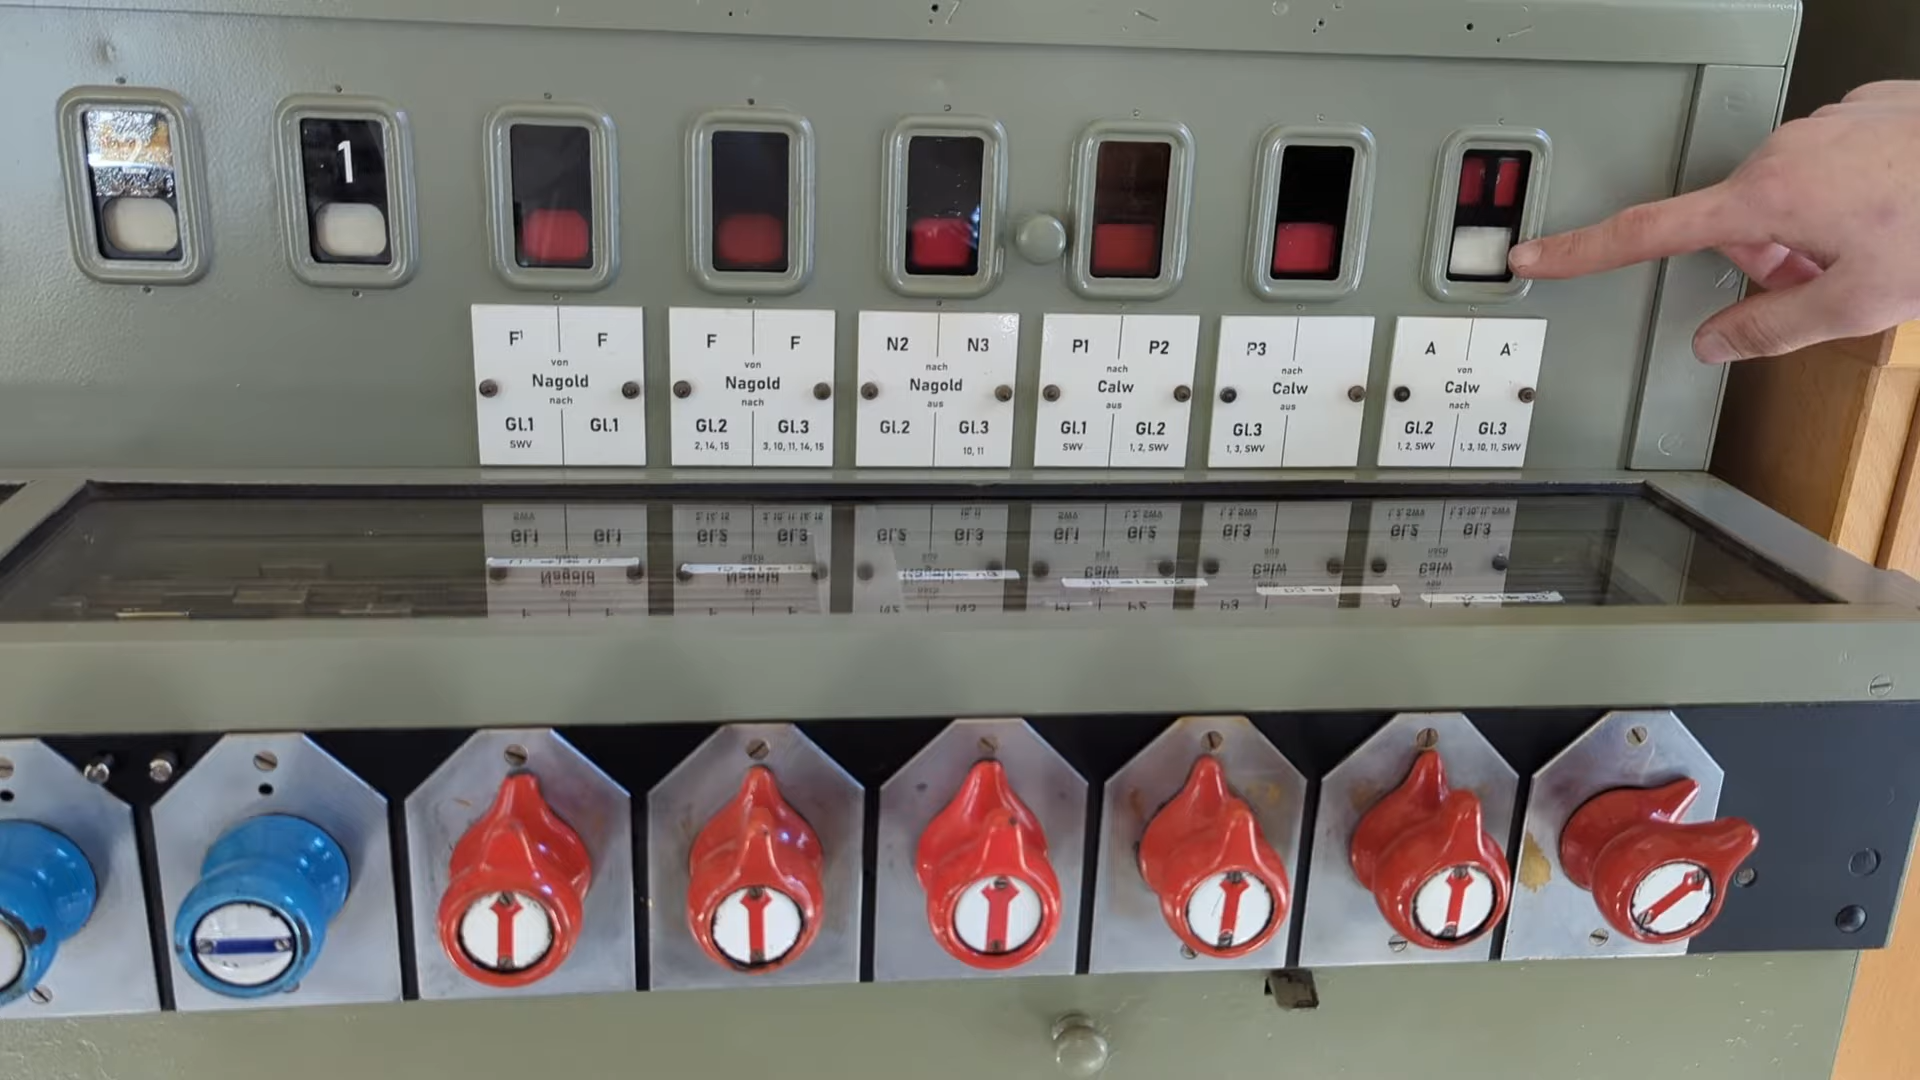 2
1
F¹ F
von
Nagold
nach
Gl.1 Gl.1
SWV
F F
von
Nagold
nach
Gl.2 Gl.3
2, 14, 15 3, 10, 11, 14, 15
N2 N3
nach
Nagold
aus
Gl.2 Gl.3
10, 11
P1 P2
nach
Calw
aus
Gl.1 Gl.2
SWV 1, 2, SWV
P3
nach
Calw
aus
Gl.3
1, 3, SWV
A A
von
Calw
nach
Gl.2 Gl.3
1, 2, SWV 1, 3, 10, 11, SWV